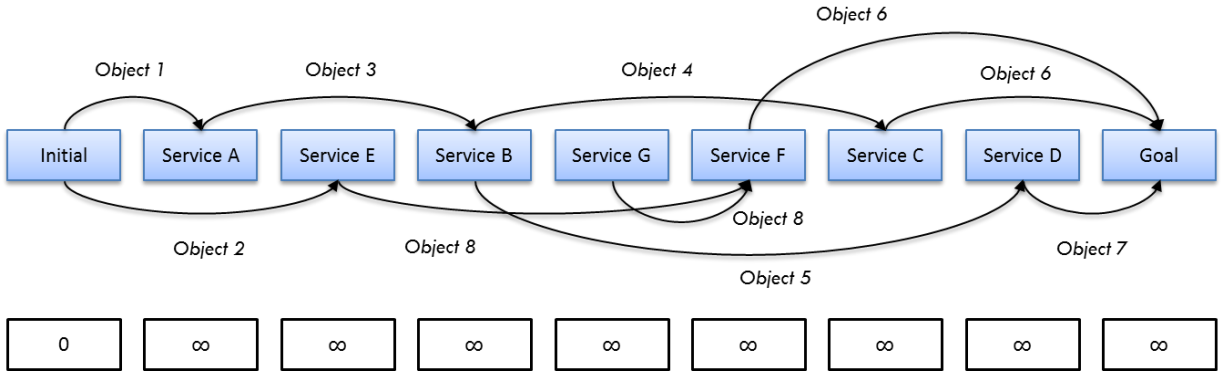 Object 6
Object 1
Object 3
Object 4
Object 6
Initial
Service A
Service E
Service B
Service G
Service F
Service C
Service D
Goal
Object 2
Object 8
Object 8
Object 5
Object 7
0
∞
∞
∞
∞
∞
∞
∞
∞